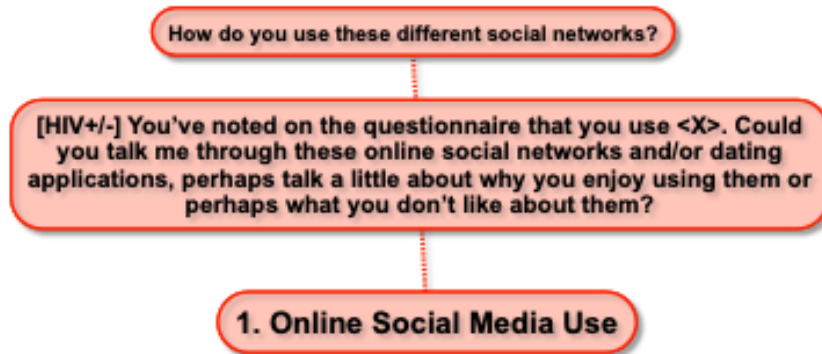 How do you use these different social networks?
[HIV+/-] You've noted on the questionnaire that you use <X>. Could
you talk me through these online social networks and/or dating
applications, perhaps talk a little about why you enjoy using them or
perhaps what you don't like about them?
1. Online Social Media Use